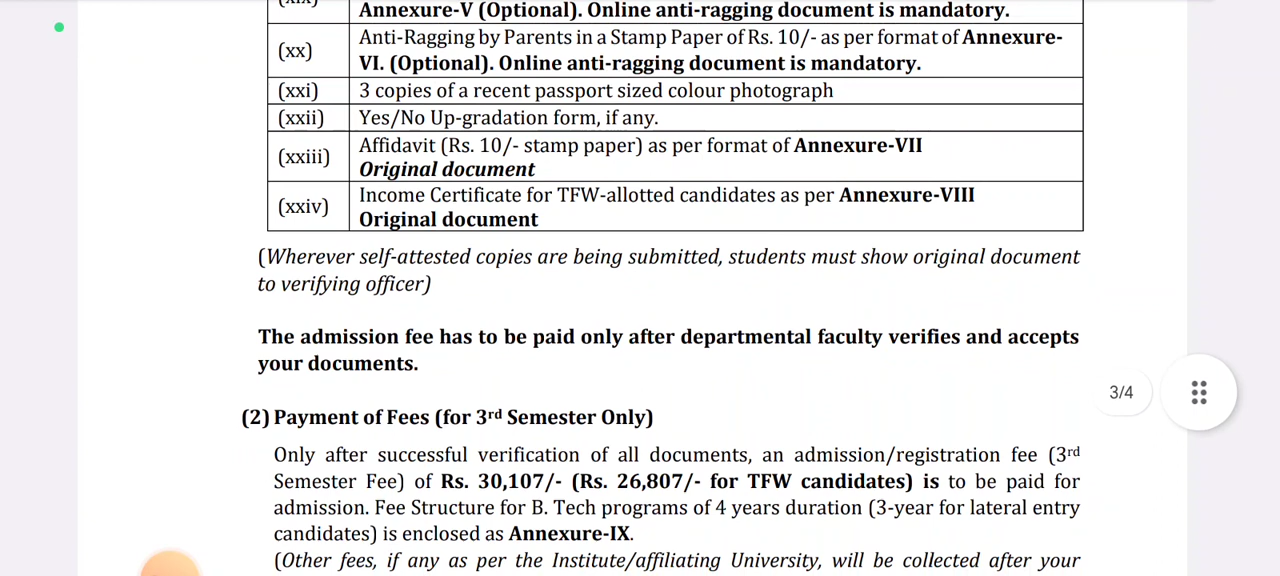 (xix)
Annexure-V (Optional). Online anti-ragging document is mandatory.
(xx)
Anti-Ragging by Parents in a Stamp Paper of Rs. 10/- as per format of Annexure-
VI. (Optional). Online anti-ragging document is mandatory.
(xxi)
3 copies of a recent passport sized colour photograph
(xxii)
Yes/No Up-gradation form, if any.
(xxiii)
Affidavit (Rs. 10/- stamp paper) as per format of Annexure-VII
Original document
(xxiv)
Income Certificate for TFW-allotted candidates as per Annexure-VIII
Original document
(Wherever self-attested copies are being submitted, students must show original document
to verifying officer)
The admission fee has to be paid only after departmental faculty verifies and accepts
your documents.
3/4
(2) Payment of Fees (for 3rd Semester Only)
Only after successful verification of all documents, an admission/registration fee (3rd
Semester Fee) of Rs. 30,107/- (Rs. 26,807/- for TFW candidates) is to be paid for
admission. Fee Structure for B. Tech programs of 4 years duration (3-year for lateral entry
candidates) is enclosed as Annexure-IX.
(Other fees, if any as per the Institute/affiliating University, will be collected after your